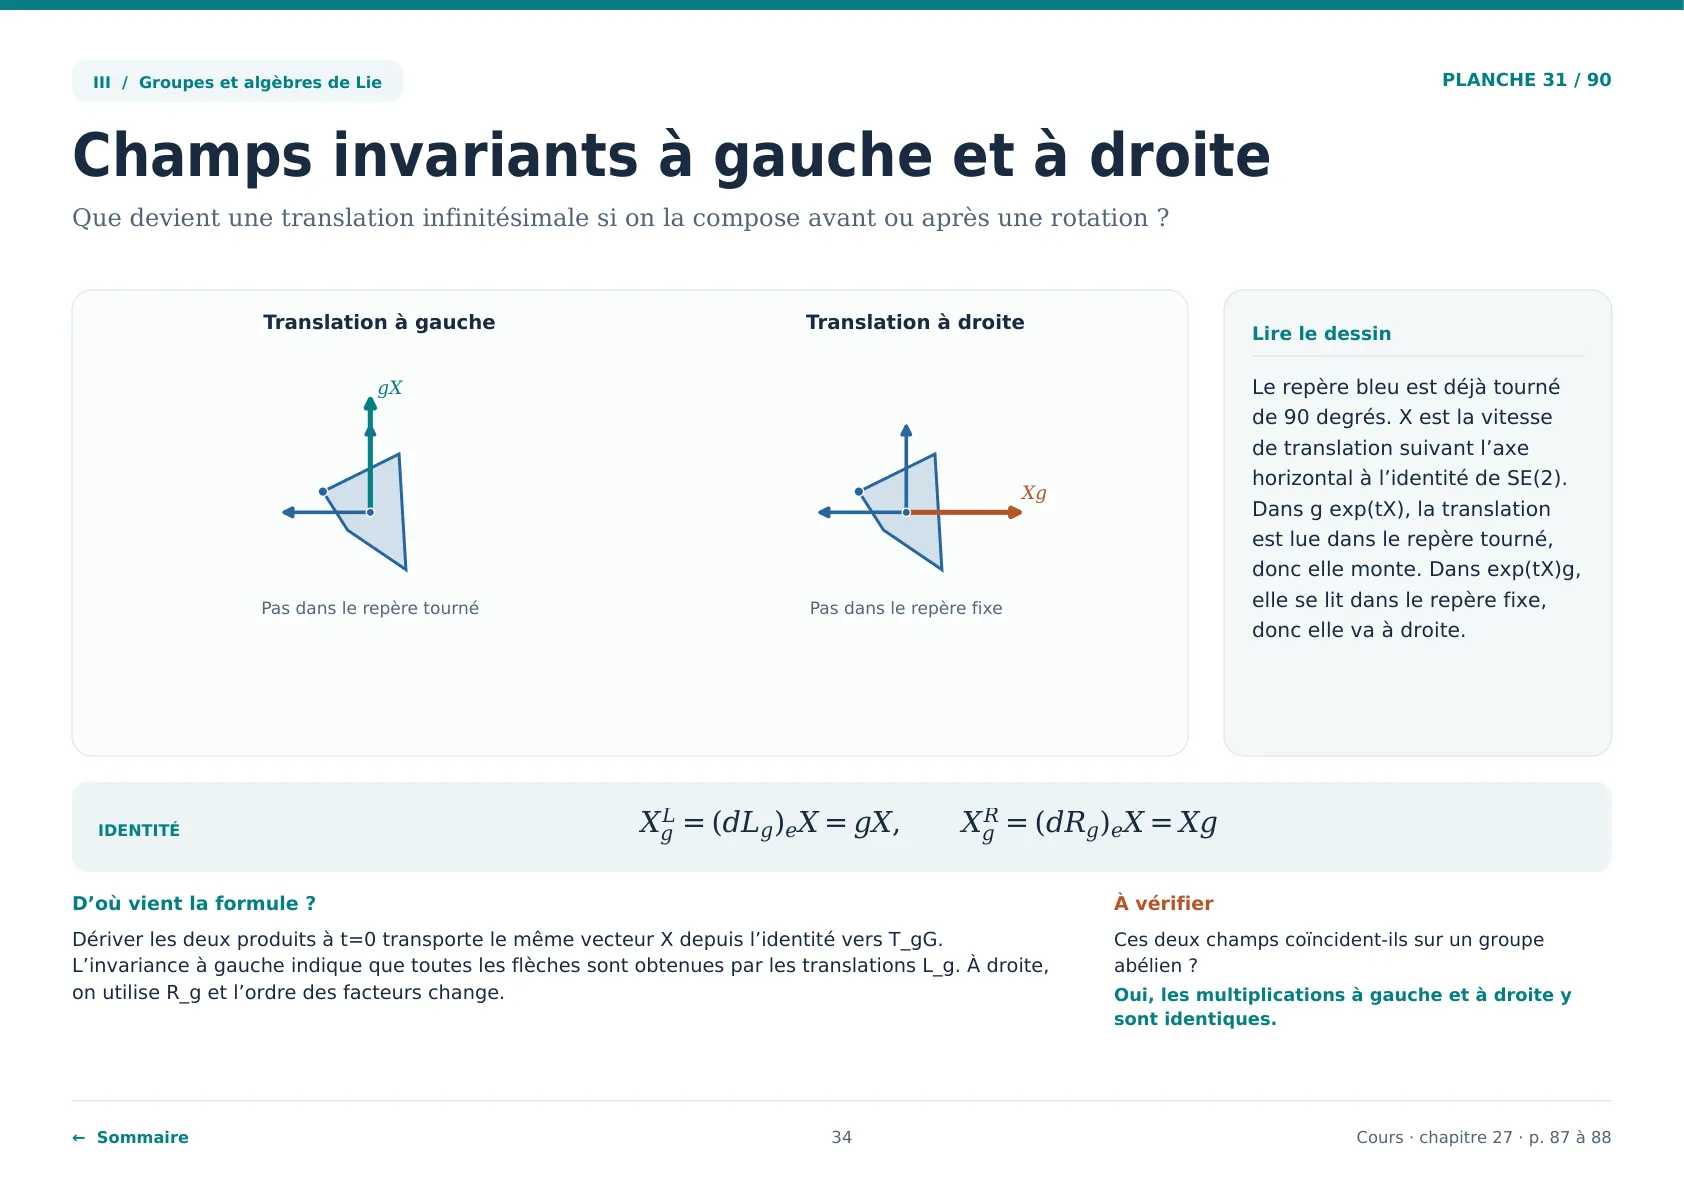 III / Groupes et algèbres de Lie
PLANCHE 31 / 90
Champs invariants à gauche et à droite
Que devient une translation infinitésimale si on la compose avant ou après une rotation ?
Translation à gauche
gX
Pas dans le repère tourné
Translation à droite
Xg
Pas dans le repère fixe
Lire le dessin
Le repère bleu est déjà tourné
de 90 degrés. X est la vitesse
de translation suivant l’axe
horizontal à l’identité de SE(2).
Dans g exp(tX), la translation
est lue dans le repère tourné,
donc elle monte. Dans exp(tX)g,
elle se lit dans le repère fixe,
donc elle va à droite.
IDENTITÉ
X_g^L = (dL_g)_e X = gX, X_g^R = (dR_g)_e X = Xg
D’où vient la formule ?
Dériver les deux produits à t=0 transporte le même vecteur X depuis l’identité vers T_gG.
L’invariance à gauche indique que toutes les flèches sont obtenues par les translations L_g. À droite,
on utilise R_g et l’ordre des facteurs change.
À vérifier
Ces deux champs coïncident-ils sur un groupe
abélien ?
Oui, les multiplications à gauche et à droite y
sont identiques.
← Sommaire
34
Cours · chapitre 27 · p. 87 à 88